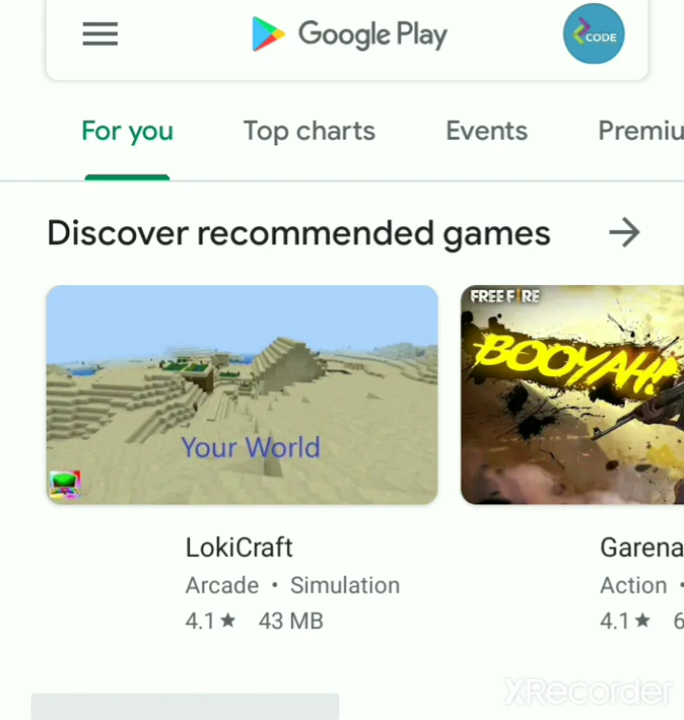 Google Play
CODE
For you
Top charts
Events
Premiu
Discover recommended games
Your World
FREE FIRE
BOOYAH!
LokiCraft
Arcade • Simulation
4.1★ 43 MB
Garena
Action •
4.1★ 6
XRecorder